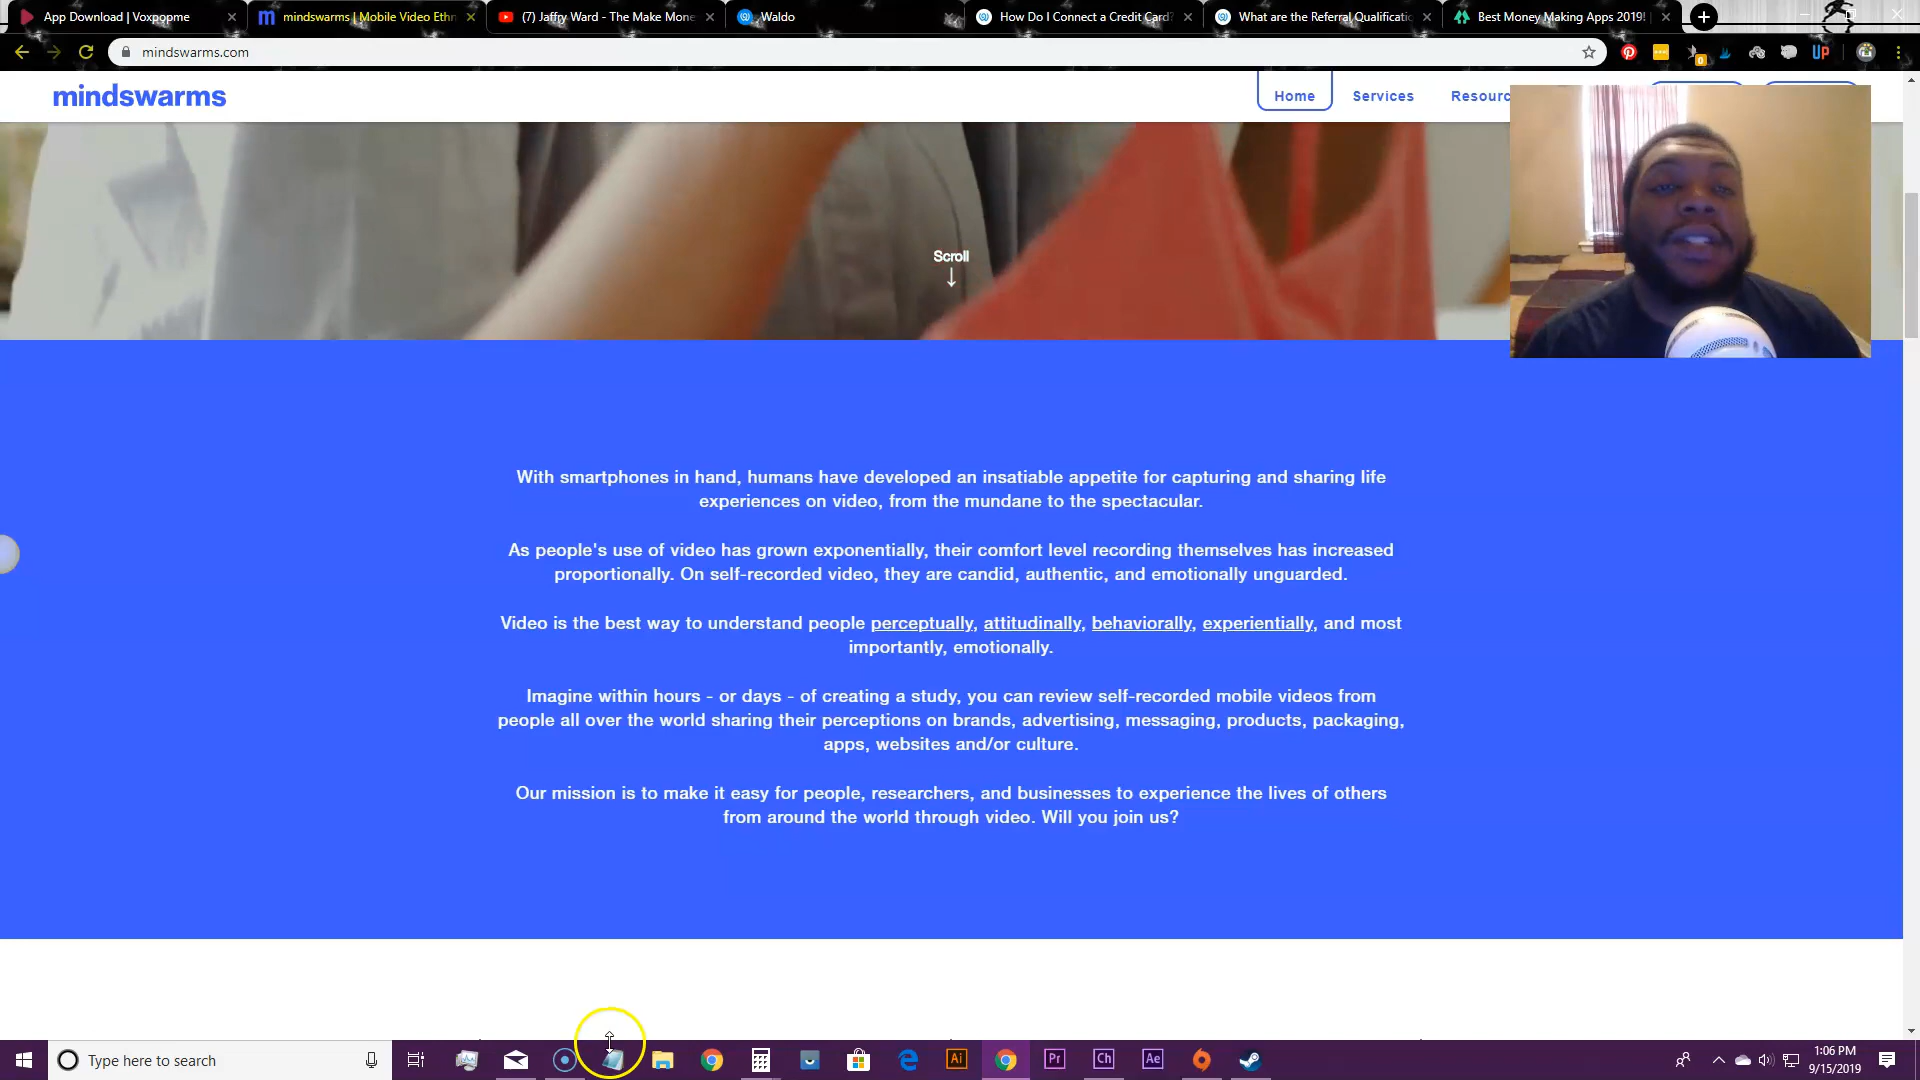 App Download | Voxpopme
mindswarms | Mobile Video Ethn
(7) Jaffry Ward - The Make Mone
Waldo
How Do I Connect a Credit Card?
What are the Referral Qualificatio
Best Money Making Apps 2019!
mindswarms.com
UP
mindswarms
Home
Services
Resourc
Scroll
With smartphones in hand, humans have developed an insatiable appetite for capturing and sharing life
experiences on video, from the mundane to the spectacular.
As people's use of video has grown exponentially, their comfort level recording themselves has increased
proportionally. On self-recorded video, they are candid, authentic, and emotionally unguarded.
Video is the best way to understand people perceptually, attitudinally, behaviorally, experientially, and most
importantly, emotionally.
Imagine within hours - or days - of creating a study, you can review self-recorded mobile videos from
people all over the world sharing their perceptions on brands, advertising, messaging, products, packaging,
apps, websites and/or culture.
Our mission is to make it easy for people, researchers, and businesses to experience the lives of others
from around the world through video. Will you join us?
Type here to search
Ai
Pr
Ch
Ae
1:06 PM
9/15/2019